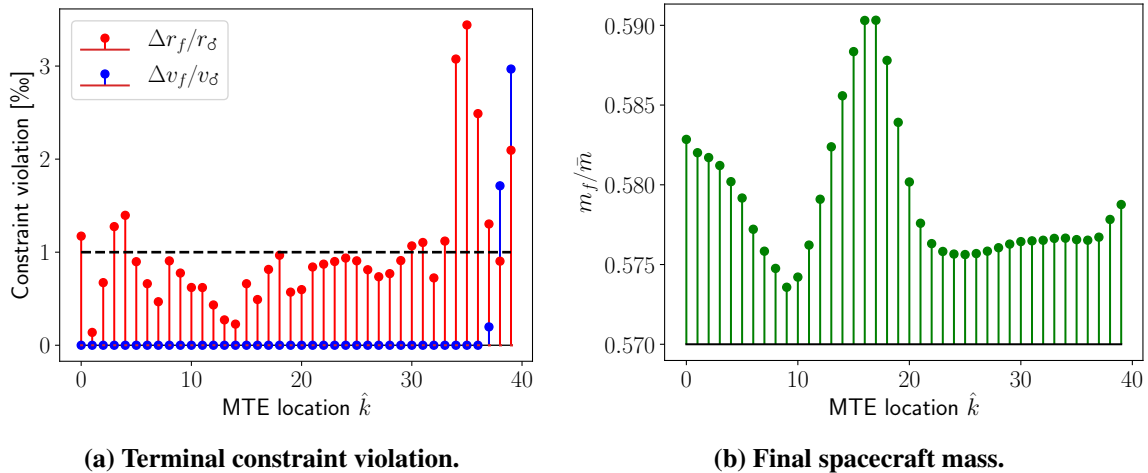 Δr_f/r_♂
Δv_f/v_♂
Constraint violation [‰]
3
2
1
0
0 10 20 30 40
MTE location k̂
(a) Terminal constraint violation.
m_f/m̄
0.590
0.585
0.580
0.575
0.570
0 10 20 30 40
MTE location k̂
(b) Final spacecraft mass.